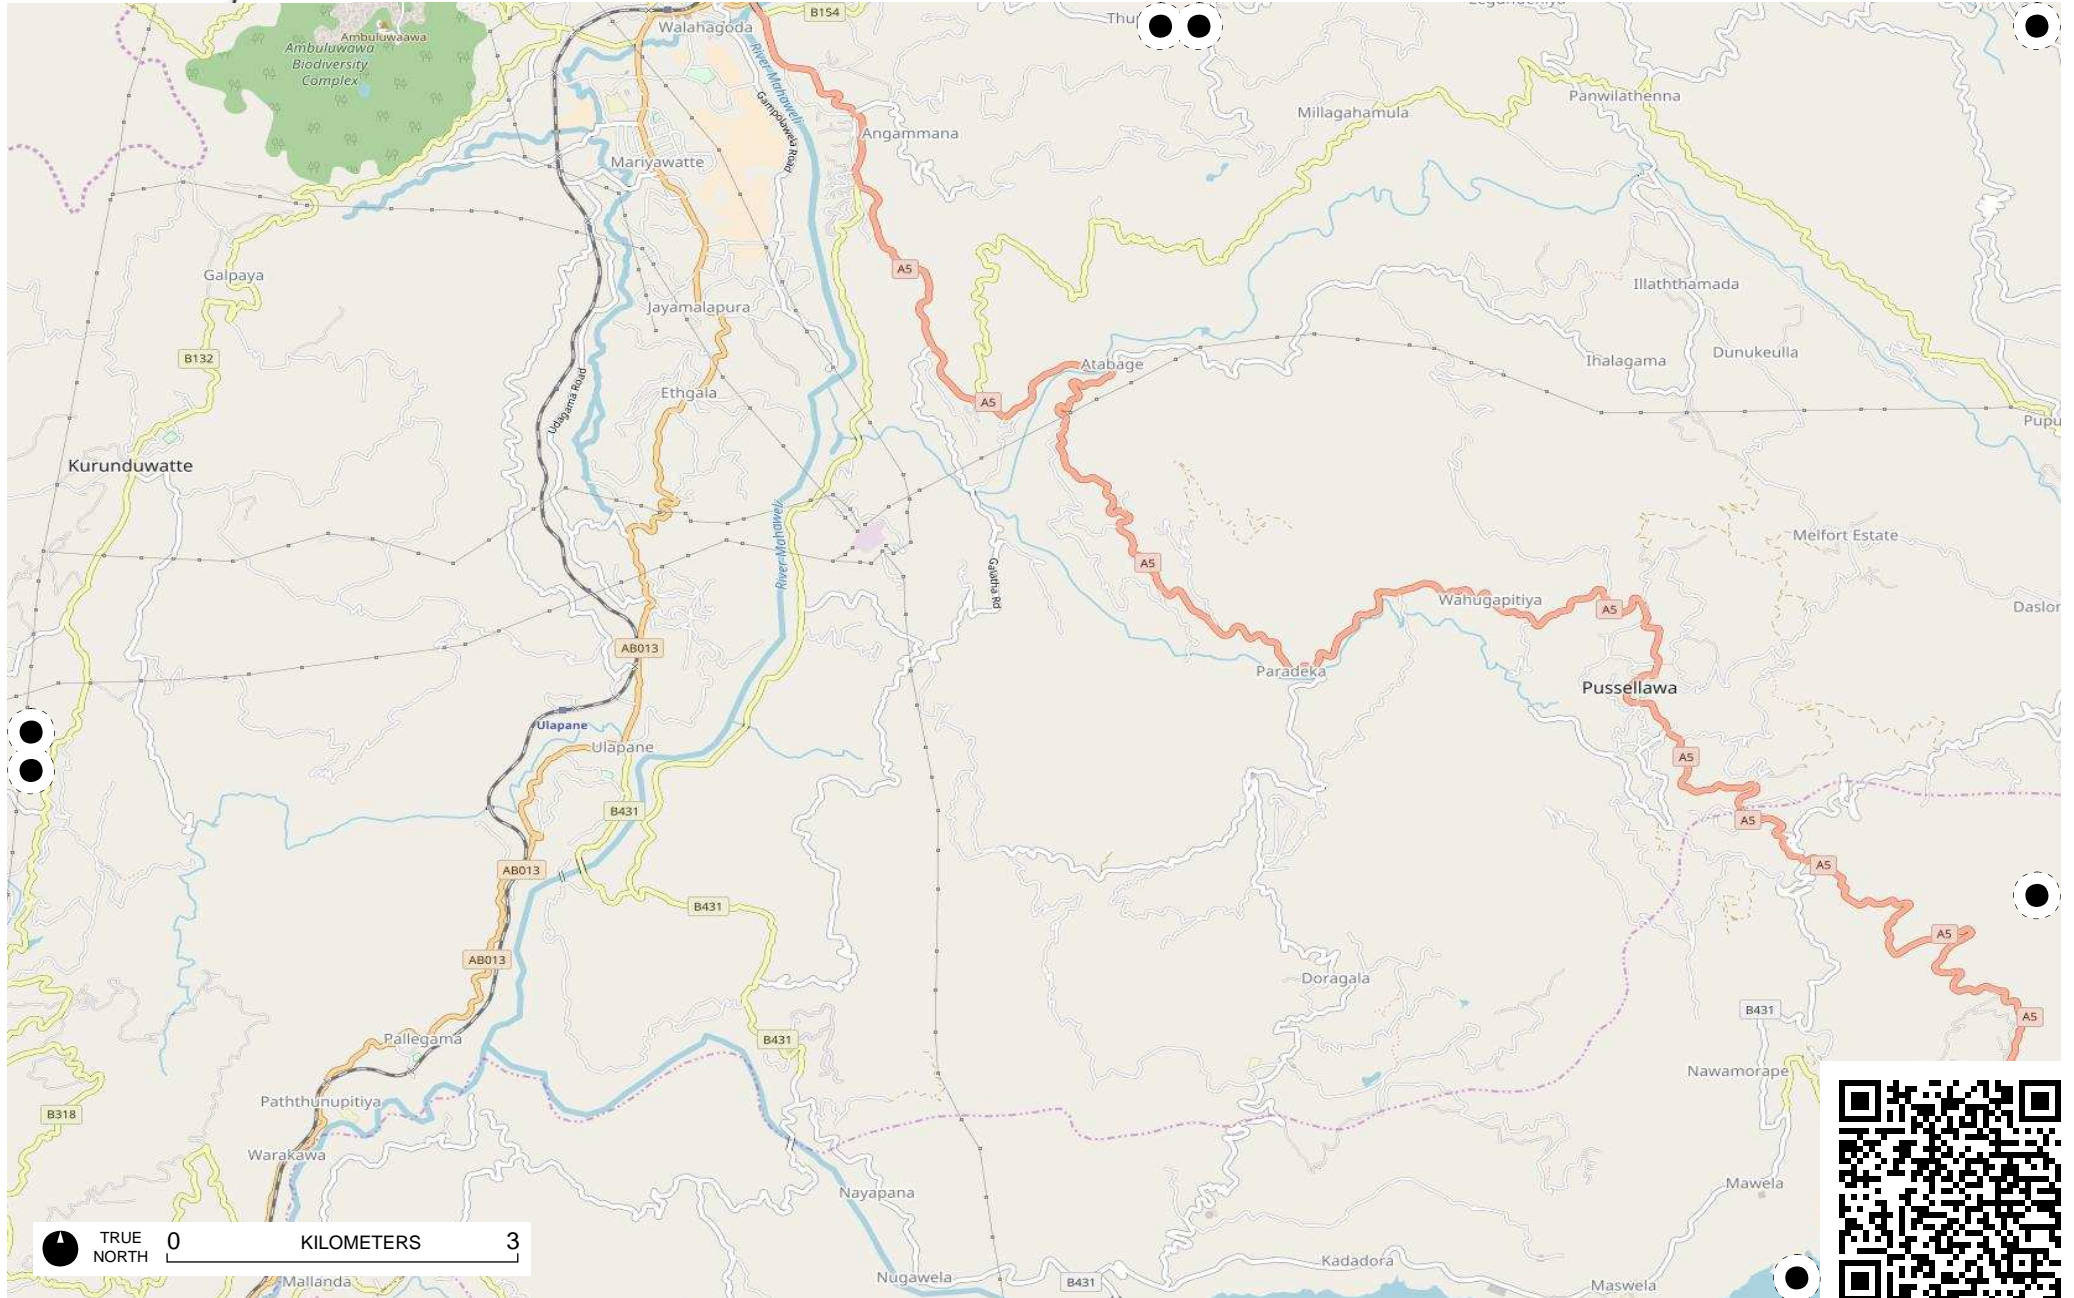 B154
Walahagoda
Ambuluwaawa
Ambuluwawa
Biodiversity
Complex
River Mahaweli
Gampolawela Road
Panwilathenna
Millagahamula
Angammana
Mariyawatte
Galpaya
A5
Illaththamada
Jayamalapura
B132
Atabage
Ihalagama
Dunukeulla
Udagama Road
Ethgala
A5
Kurunduwatte
River Mahaweli
Melfort Estate
A5
Galatha Rd
Wahugapitiya
A5
AB013
Paradeka
Pussellawa
Ulapane
Ulapane
A5
B431
A5
AB013
A5
B431
A5
AB013
Doragala
B431
A5
Pallegama
B431
Nawamorape
Paththunupitiya
B318
Warakawa
Mawela
Nayapana
TRUE
NORTH
0 KILOMETERS 3
Kadadora
Nugawela
B431
Mallanda
Maswela